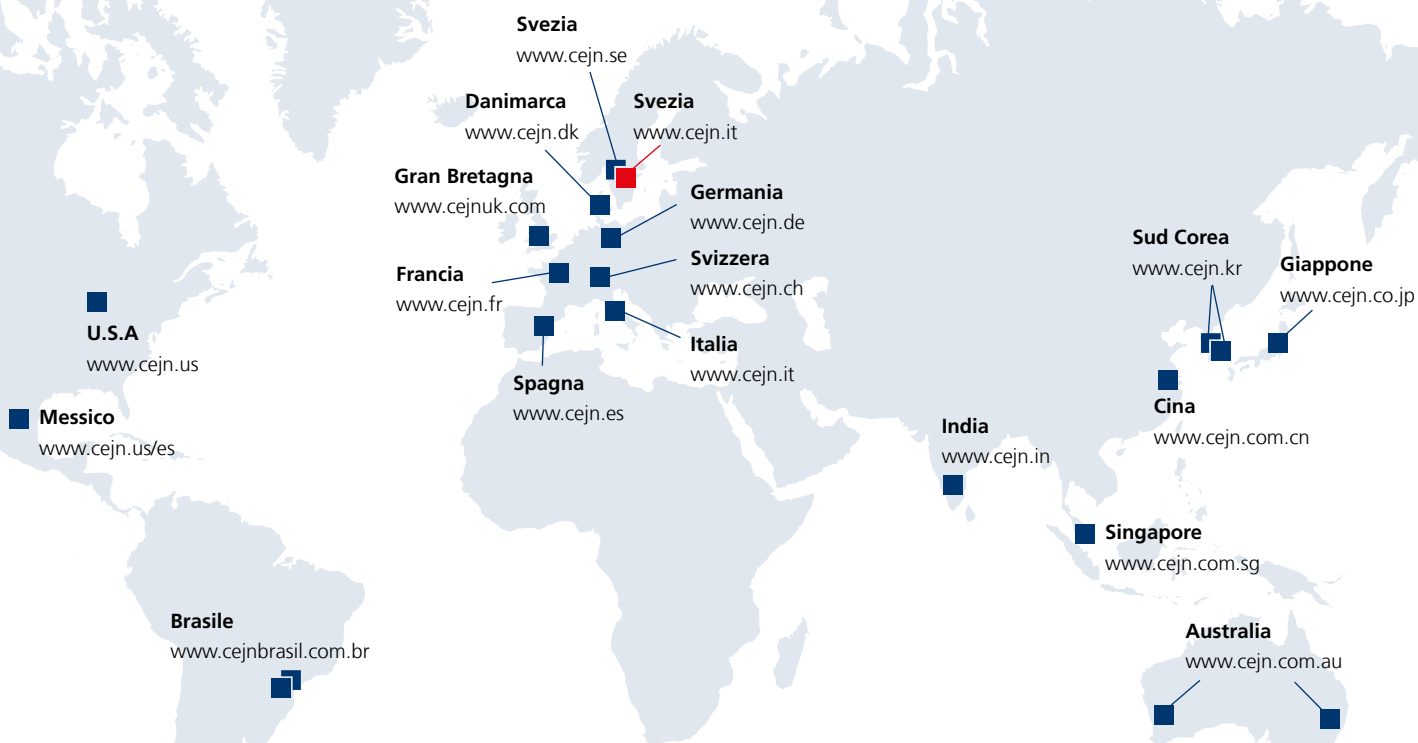 Svezia
www.cejn.se
Danimarca
www.cejn.dk
Svezia
www.cejn.it
Gran Bretagna
www.cejnuk.com
Germania
www.cejn.de
Francia
www.cejn.fr
Svizzera
www.cejn.ch
Italia
www.cejn.it
Spagna
www.cejn.es
U.S.A
www.cejn.us
Messico
www.cejn.us/es
Brasile
www.cejnbrasil.com.br
Sud Corea
www.cejn.kr
Giappone
www.cejn.co.jp
Cina
www.cejn.com.cn
India
www.cejn.in
Singapore
www.cejn.com.sg
Australia
www.cejn.com.au